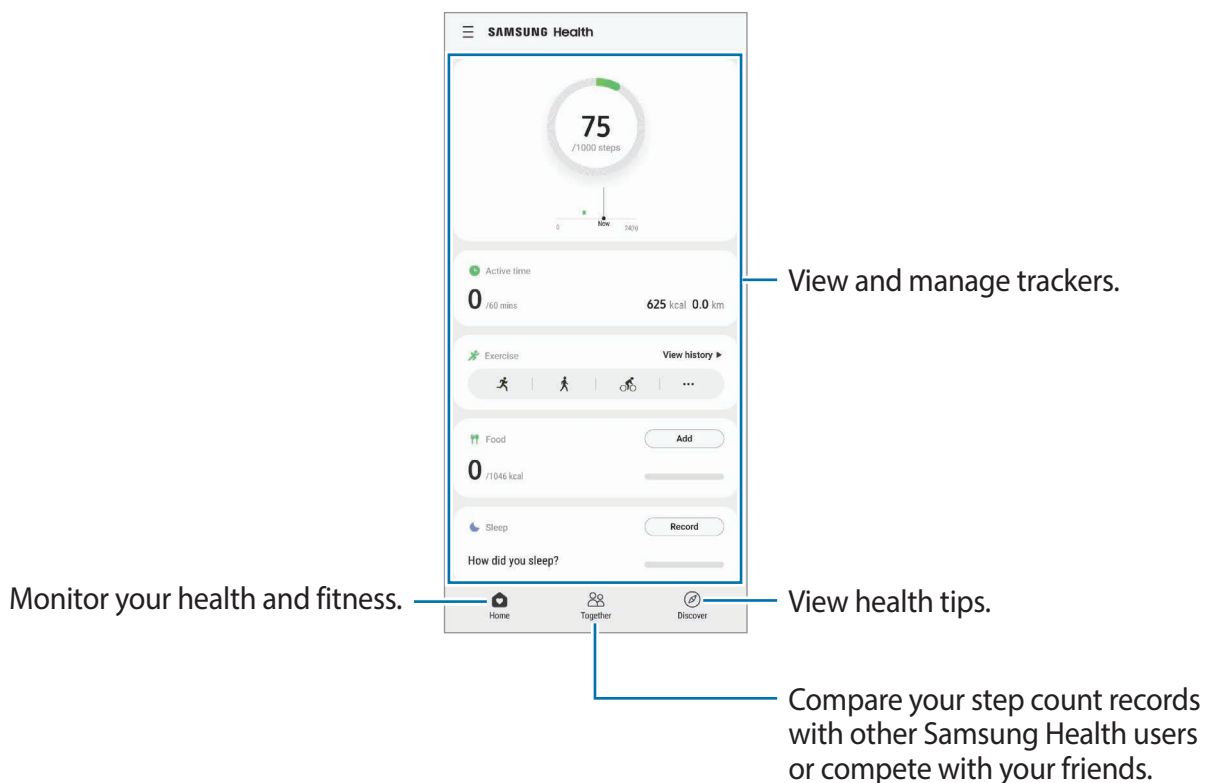 SAMSUNG Health
75
/1000 steps
0 Now 24(h)
Active time
0 /60 mins 625 kcal 0.0 km
View and manage trackers.
Exercise View history
Food Add
0 /1046 kcal
Sleep Record
How did you sleep?
Monitor your health and fitness.
Home Together Discover
View health tips.
Compare your step count records
with other Samsung Health users
or compete with your friends.